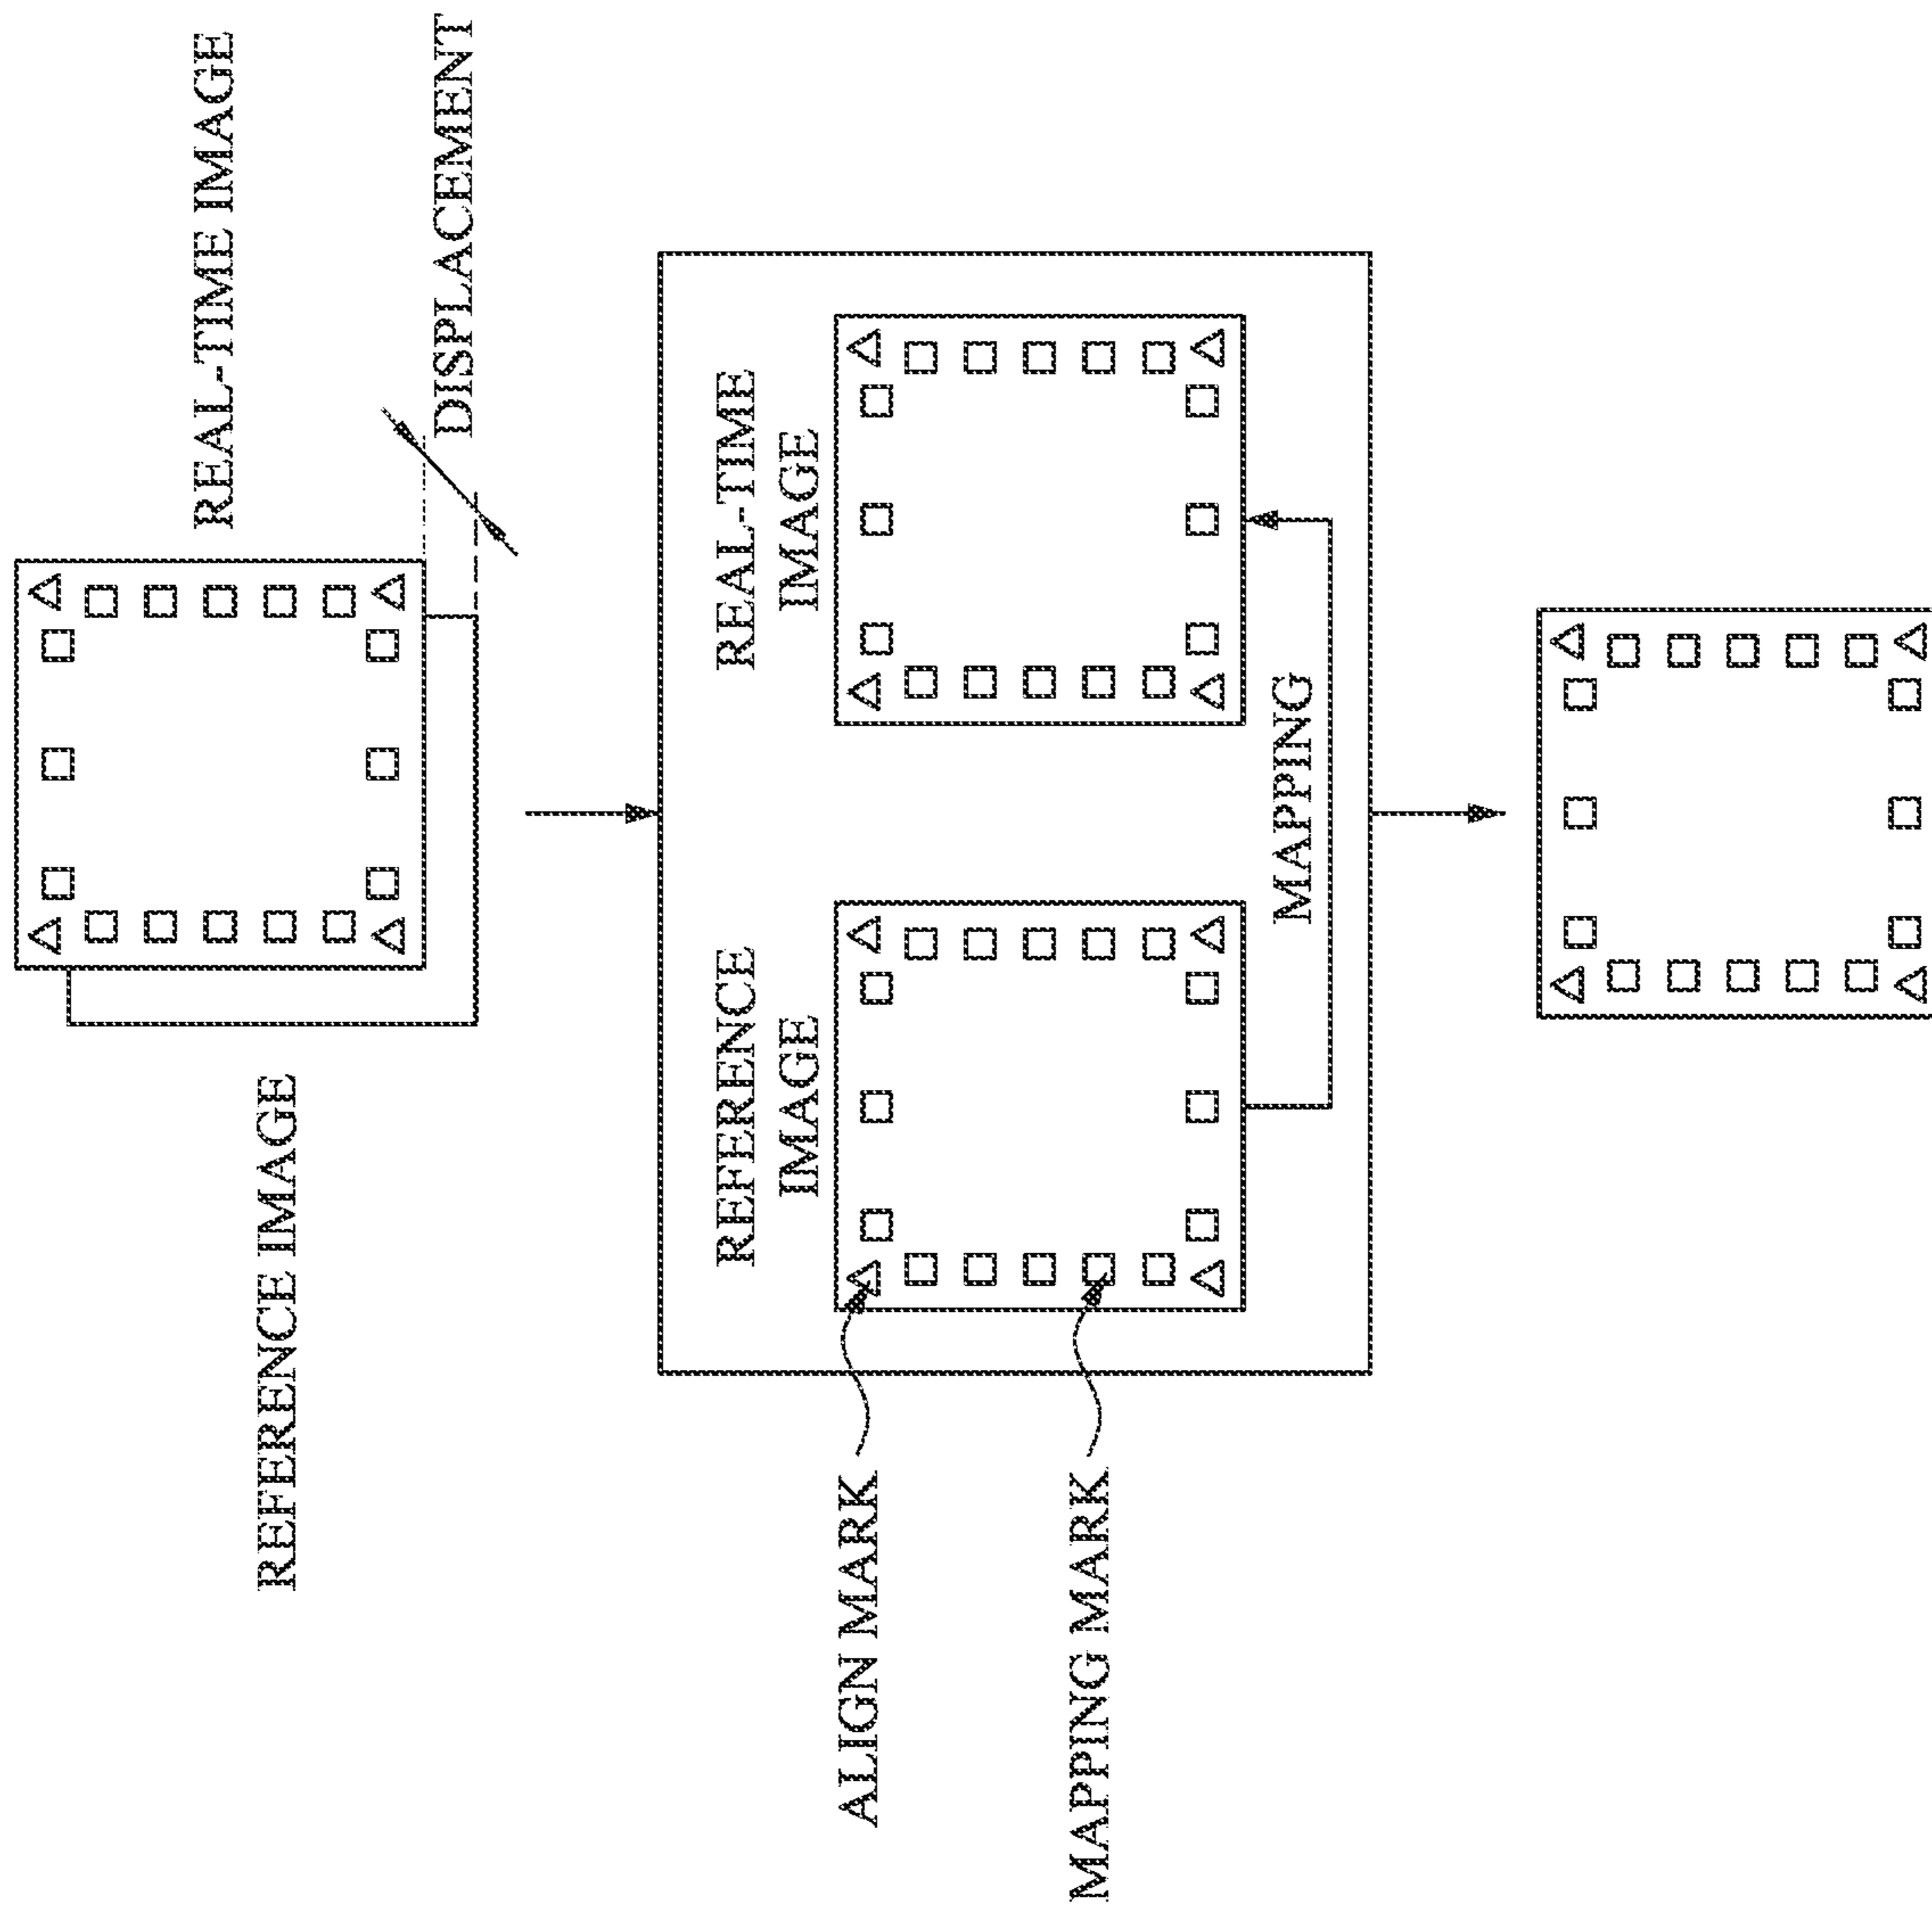 REAL-TIME IMAGE
DISPLACEMENT
REFERENCE IMAGE
REFERENCE
IMAGE
REAL-TIME
IMAGE
MAPPING
ALIGN MARK
MAPPING MARK